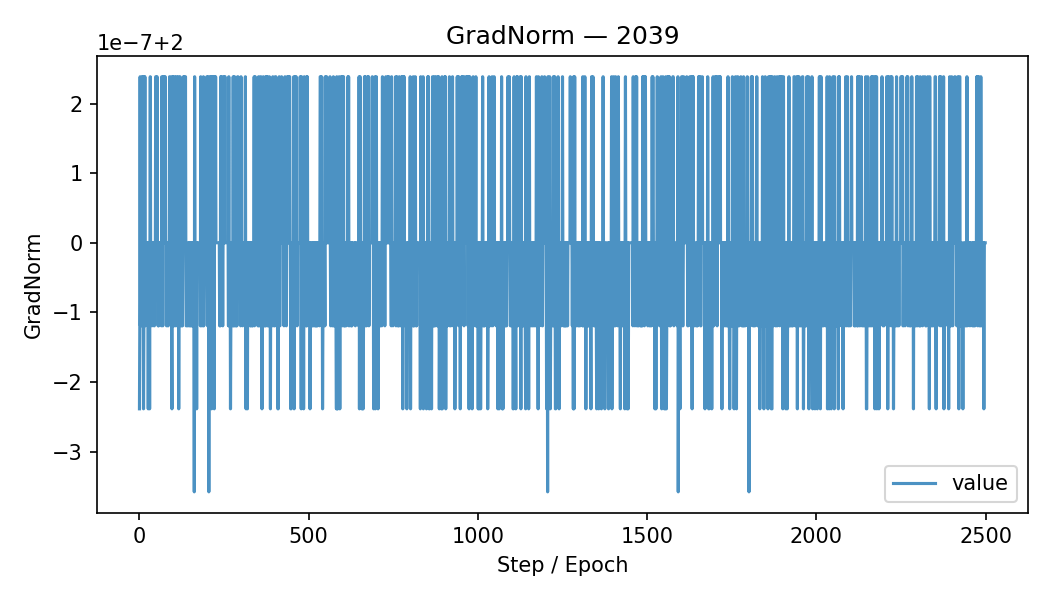 GradNorm — 2039
1e−7+2
2
1
0
−1
−2
−3
GradNorm
0
500
1000
1500
2000
2500
Step / Epoch
value